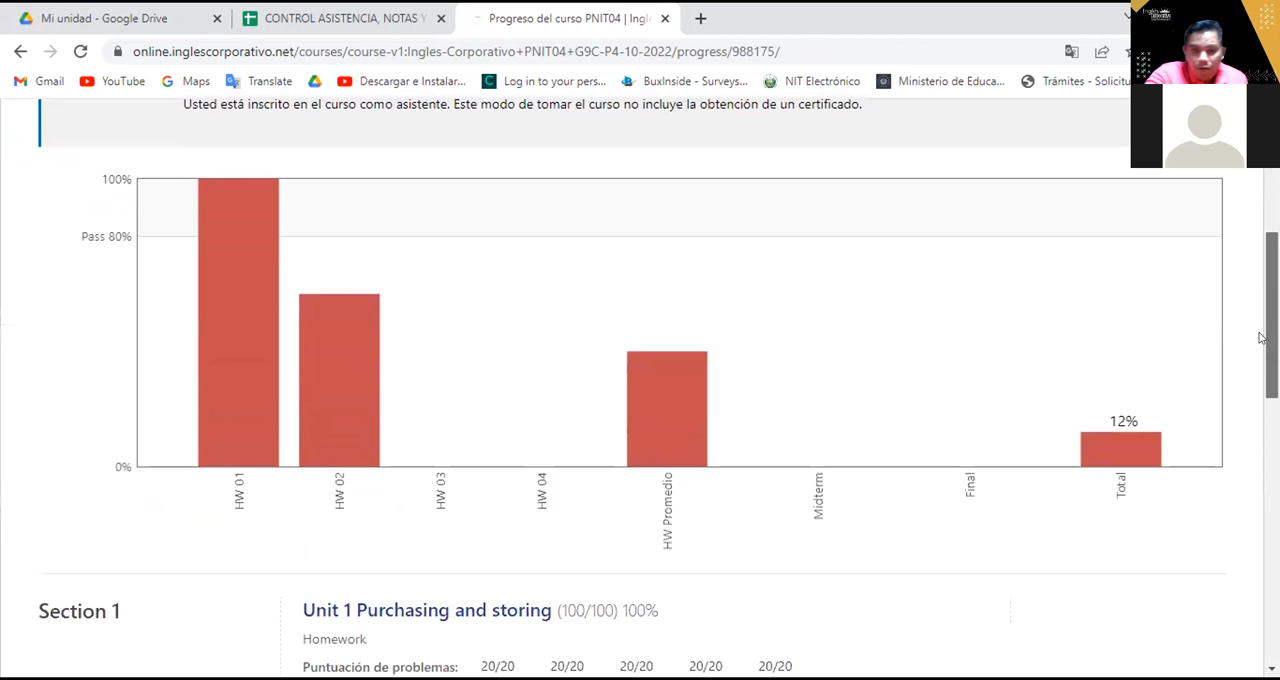 Mi unidad - Google Drive
CONTROL ASISTENCIA, NOTAS Y
Progreso del curso PNIT04 | Ingl
online.inglescorporativo.net/courses/course-v1:Ingles-Corporativo+PNIT04+G9C-P4-10-2022/progress/988175/
Gmail YouTube Maps Translate Descargar e Instalar... Log in to your pers... BuxInside - Surveys... NIT Electrónico Ministerio de Educa... Trámites - Solicitu
Usted está inscrito en el curso como asistente. Este modo de tomar el curso no incluye la obtención de un certificado.
100%
Pass 80%
0%
12%
HW 01
HW 02
HW 03
HW 04
HW Promedio
Midterm
Final
Total
Section 1
Unit 1 Purchasing and storing (100/100) 100%
Homework
Puntuación de problemas: 20/20 20/20 20/20 20/20 20/20